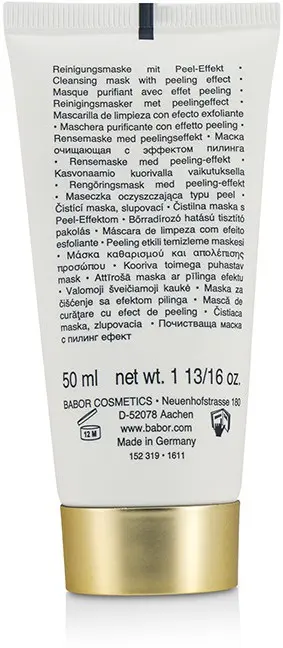 Reinigungsmaske mit Peel-Effekt •
Cleansing mask with peeling effect •
Masque purifiant avec effet peeling •
Reinigingsmasker met peelingeffect •
Mascarilla de limpieza con efecto exfoliante
• Maschera purificante con effetto peeling •
Rensemaske med peelingseffekt • Маска
очищающая с эффектом пилинга
• Rensemaske med peeling-effekt •
Kasvonaamio kuorivalla vaikutuksella
• Rengöringsmask med peeling-effekt
• Maseczka oczyszczająca typu peel •
Čistící maska, slupovací • Čistilna maska s
Peel-Effektom • Bőrradírozó hatású tisztító
pakolás • Máscara de limpeza com efeito
esfoliante • Peeling etkili temizleme maskesi
• Μάσκα καθαρισμού και απολέπισης
προσώπου • Kooriva toimega puhastav
mask • Attīrošā maska ar pīlinga efektu
• Valomoji šveičiamoji kaukė • Maska za
čišćenje sa efektom pilinga • Mască de
curăţare cu efect de peeling • Čistiaca
maska, zlupovacia • Почистваща маска
с пилинг ефект
50 ml net wt. 1 13/16 oz.
BABOR COSMETICS • Neuenhofstrasse 180
D-52078 Aachen
www.babor.com
Made in Germany
152 319 • 1611
12 M